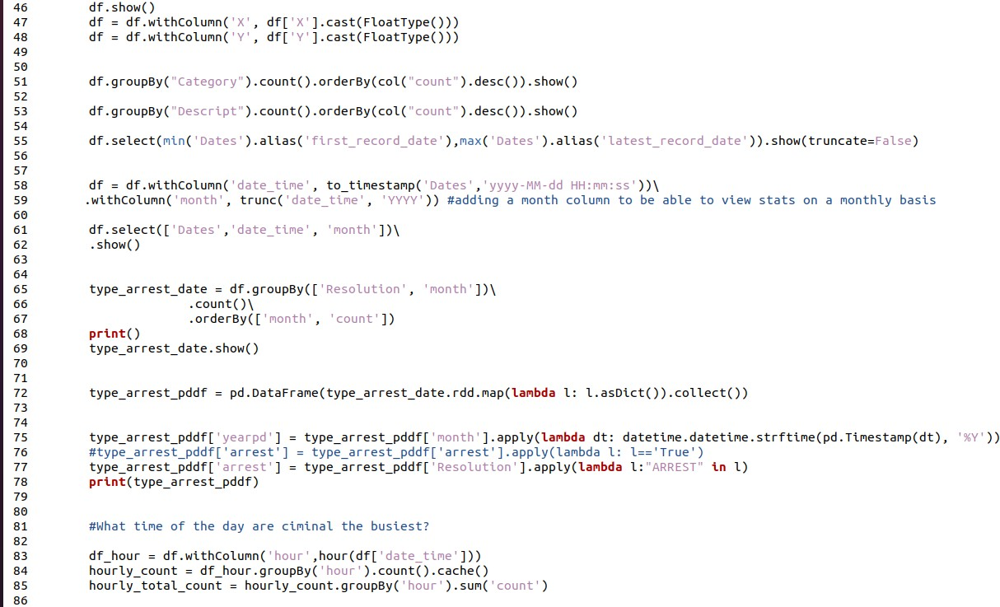 46 df.show()
47 df = df.withColumn('X', df['X'].cast(FloatType()))
48 df = df.withColumn('Y', df['Y'].cast(FloatType()))
49
50
51 df.groupBy("Category").count().orderBy(col("count").desc()).show()
52
53 df.groupBy("Descript").count().orderBy(col("count").desc()).show()
54
55 df.select(min('Dates').alias('first_record_date'),max('Dates').alias('latest_record_date')).show(truncate=False)
56
57
58 df = df.withColumn('date_time', to_timestamp('Dates','yyyy-MM-dd HH:mm:ss'))\
59 .withColumn('month', trunc('date_time', 'YYYY')) #adding a month column to be able to view stats on a monthly basis
60
61 df.select(['Dates','date_time', 'month'])\
62 .show()
63
64
65 type_arrest_date = df.groupBy(['Resolution', 'month'])\
66 .count()\
67 .orderBy(['month', 'count'])
68 print()
69 type_arrest_date.show()
70
71
72 type_arrest_pddf = pd.DataFrame(type_arrest_date.rdd.map(lambda l: l.asDict()).collect())
73
74
75 type_arrest_pddf['yearpd'] = type_arrest_pddf['month'].apply(lambda dt: datetime.datetime.strftime(pd.Timestamp(dt), '%Y'))
76 #type_arrest_pddf['arrest'] = type_arrest_pddf['arrest'].apply(lambda l: l=='True')
77 type_arrest_pddf['arrest'] = type_arrest_pddf['Resolution'].apply(lambda l:"ARREST" in l)
78 print(type_arrest_pddf)
79
80
81 #What time of the day are ciminal the busiest?
82
83 df_hour = df.withColumn('hour',hour(df['date_time']))
84 hourly_count = df_hour.groupBy('hour').count().cache()
85 hourly_total_count = hourly_count.groupBy('hour').sum('count')
86